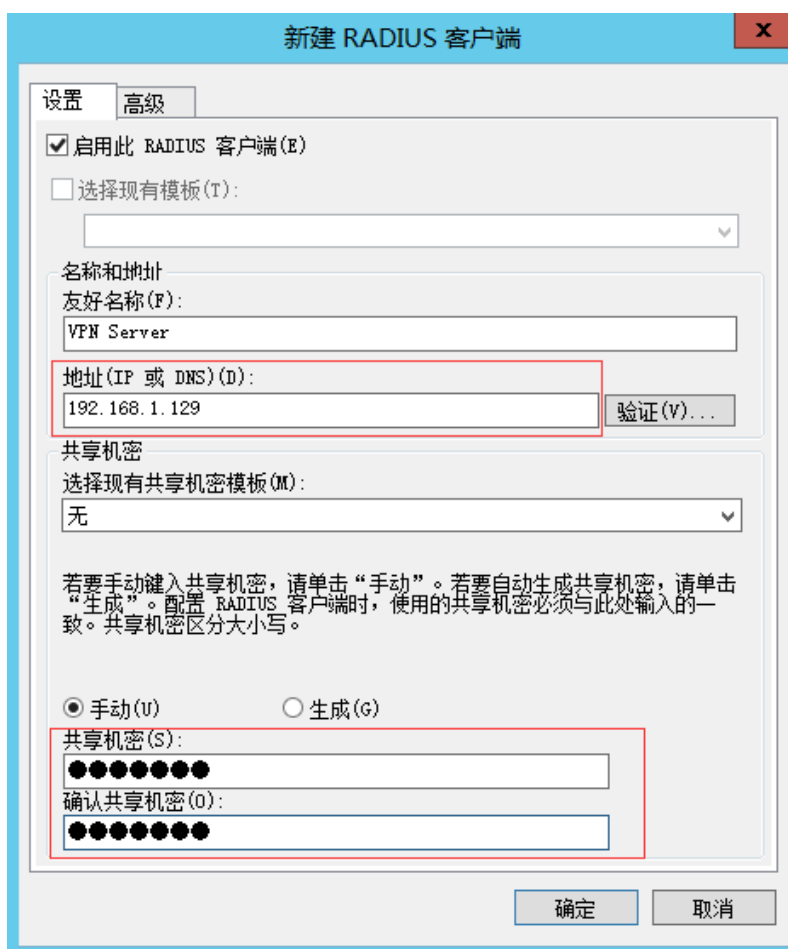 新建 RADIUS 客户端
x
设置
高级
启用此 RADIUS 客户端(E)
选择现有模板(T):
名称和地址
友好名称(F):
VPN Server
地址(IP 或 DNS)(D):
192.168.1.129
验证(V)...
共享机密
选择现有共享机密模板(M):
无
若要手动键入共享机密，请单击“手动”。若要自动生成共享机密，请单击
“生成”。配置 RADIUS 客户端时，使用的共享机密必须与此处输入的一
致。共享机密区分大小写。
手动(U)
生成(G)
共享机密(S):
●●●●●●●
确认共享机密(O):
●●●●●●●
确定
取消